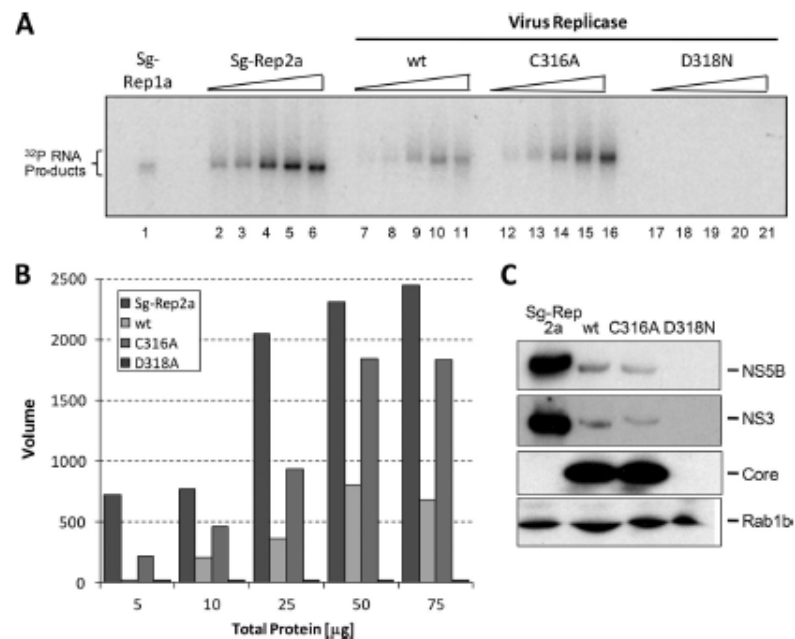 A
Virus Replicase
Sg-
Rep1a
Sg-Rep2a
wt
C316A
D318N
32P RNA
Products
1 2 3 4 5 6 7 8 9 10 11 12 13 14 15 16 17 18 19 20 21
B
2500
2000
1500
1000
500
0
Volume
Sg-Rep2a
wt
C316A
D318A
5 10 25 50 75
Total Protein [µg]
C
Sg-Rep
2a wt C316A D318N
NS5B
NS3
Core
Rab1b